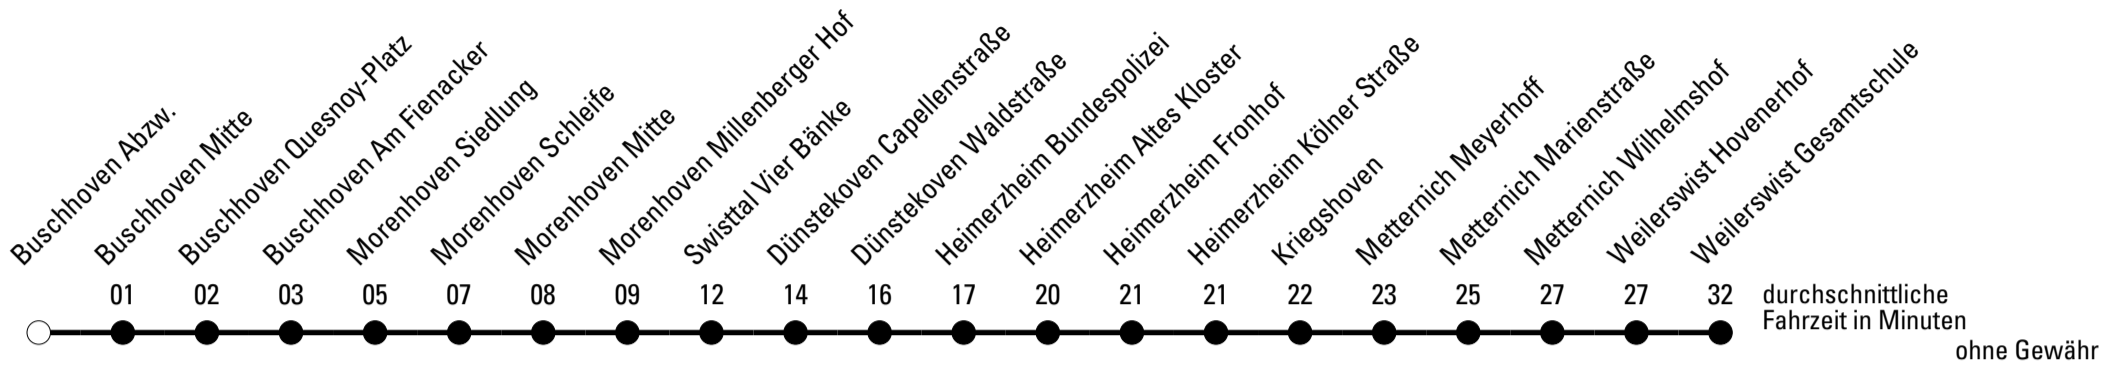 Buschhoven Abzw.
Buschhoven Mitte
Buschhoven Quesnoy-Platz
Buschhoven Am Fienacker
Morenhoven Siedlung
Morenhoven Schleife
Morenhoven Mitte
Morenhoven Millenberger Hof
Swisttal Vier Bänke
Dünstekoven Capellenstraße
Dünstekoven Waldstraße
Heimerzheim Bundespolizei
Heimerzheim Altes Kloster
Heimerzheim Fronhof
Heimerzheim Kölner Straße
Kriegshoven
Metternich Meyerhoff
Metternich Marienstraße
Metternich Wilhelmshof
Weilerswist Hovenerhof
Weilerswist Gesamtschule
01 02 03 05 07 08 09 12 14 16 17 20 21 21 22 23 25 27 27 32
durchschnittliche
Fahrzeit in Minuten
ohne Gewähr